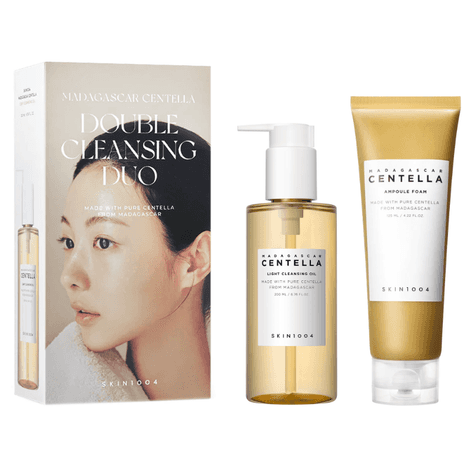 MADAGASCAR CENTELLA
DOUBLE
CLEANSING
DUO
MADE WITH PURE CENTELLA
FROM MADAGASCAR
SKIN1004
MADAGASCAR
CENTELLA
LIGHT CLEANSING OIL
MADE WITH PURE CENTELLA
FROM MADAGASCAR
SKIN1004
MADAGASCAR
CENTELLA
AMPOULE FOAM
MADE WITH PURE CENTELLA
FROM MADAGASCAR
SKIN1004